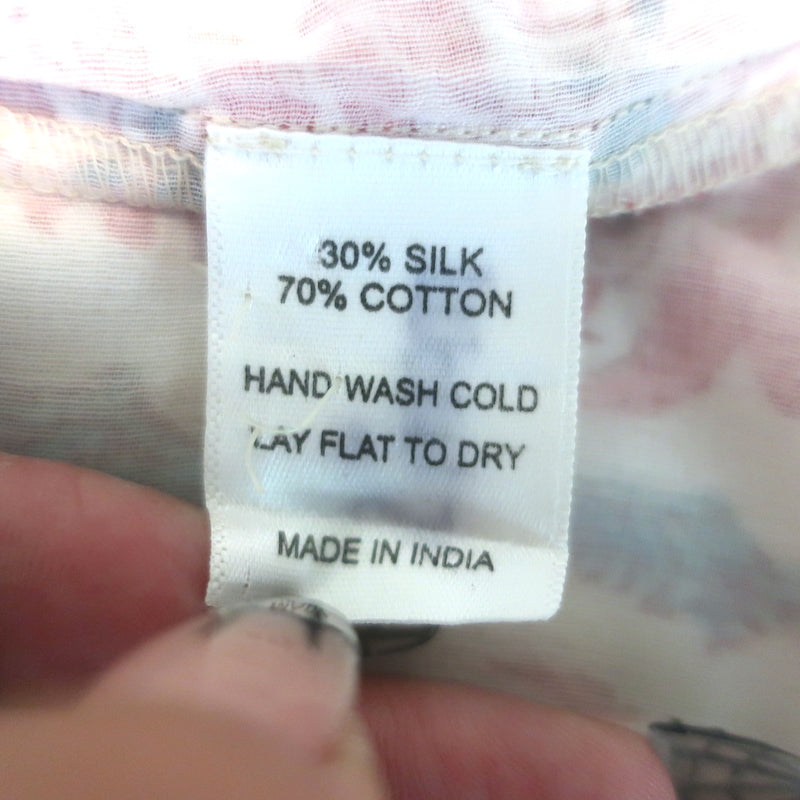 30% SILK
70% COTTON
HAND WASH COLD
LAY FLAT TO DRY
MADE IN INDIA